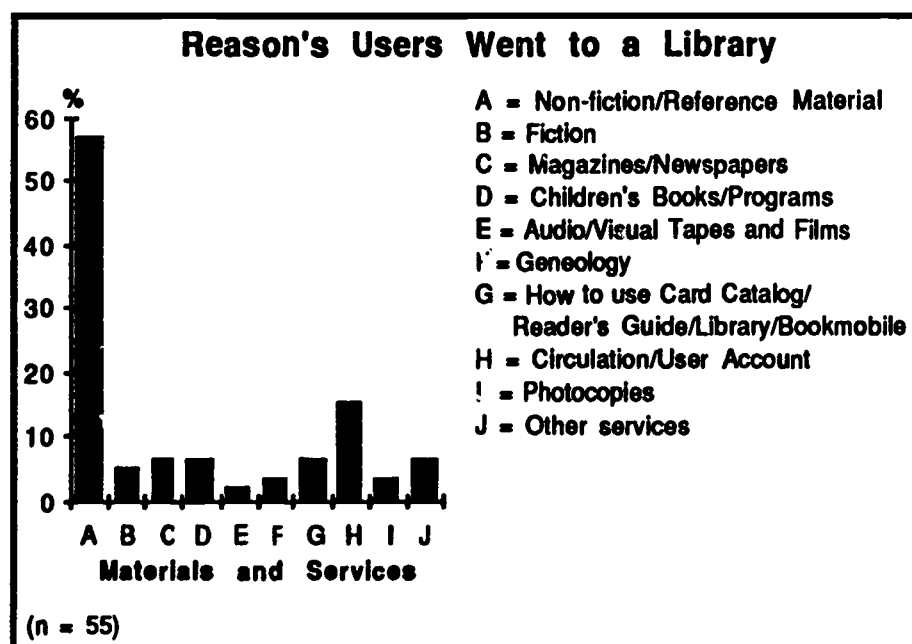 Reason's Users Went to a Library
%
60
50
40
30
20
10
0
A B C D E F G H I J
Materials and Services
A = Non-fiction/Reference Material
B = Fiction
C = Magazines/Newspapers
D = Children's Books/Programs
E = Audio/Visual Tapes and Films
F = Geneology
G = How to use Card Catalog/
Reader's Guide/Library/Bookmobile
H = Circulation/User Account
I = Photocopies
J = Other services
(n = 55)